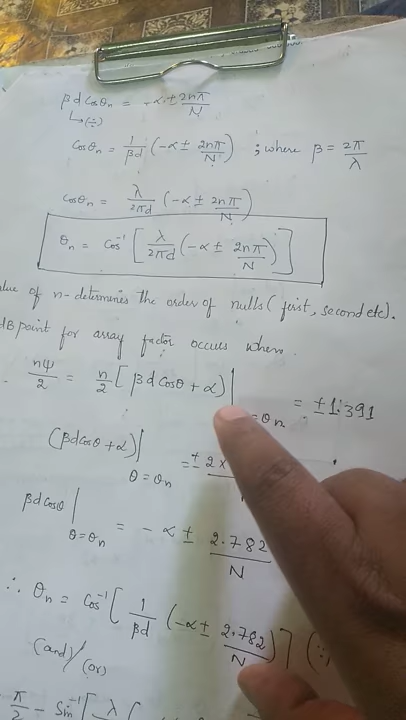 βd cosθn = -α ± 2nπ/N
↳(÷)
cosθn = 1/βd (-α ± 2nπ/N) ; where β = 2π/λ
cosθn = λ/2πd (-α ± 2nπ/N)
θn = cos⁻¹[λ/2πd (-α ± 2nπ/N)]
of n-determines the order of nulls (first, second etc).
point for array factor occurs where.
nΨ/2 = n/2 [βd cosθ + α)| = θn = ±1.391
(βd cosθ + α)| θ = θn = ± 2×
βd cosθ| θ = θn = -α ± 2.782/N
∴ θn = cos⁻¹[1/βd (-α ± 2.782/N)] (∵
(and)/(or)
π/2 - sin⁻¹[λ